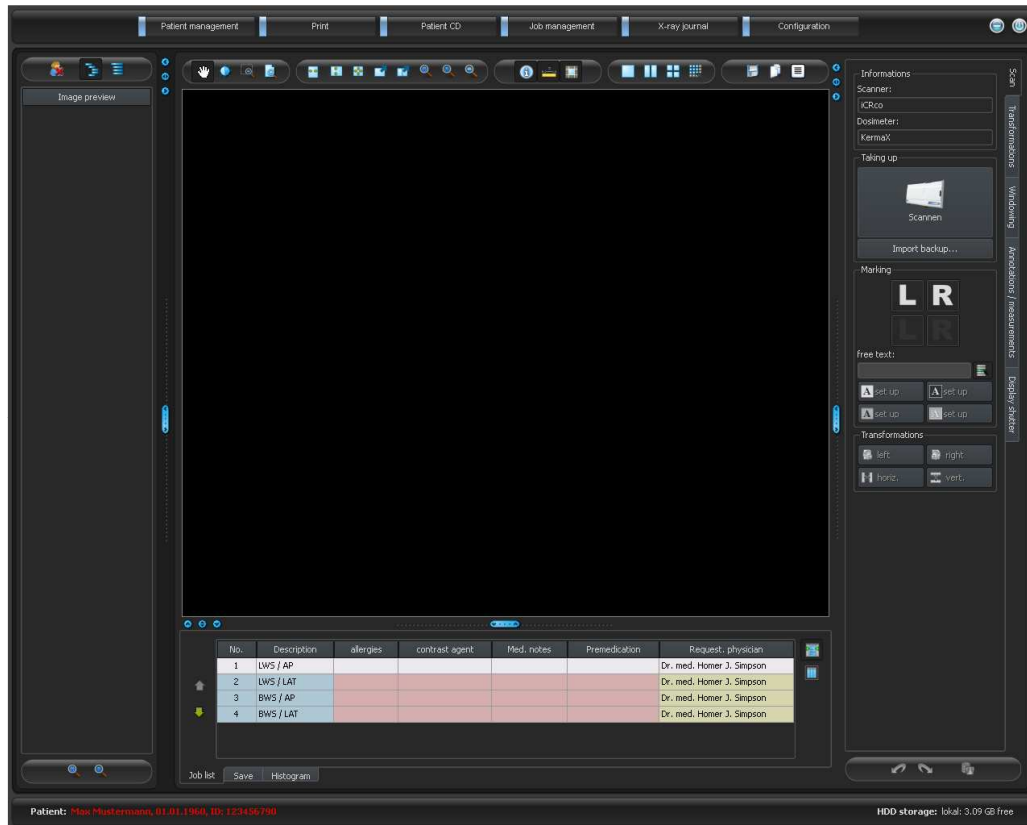 Patient management Print Patient CD Job management X-ray journal Configuration
Image preview
Informations
Scanner:
iCRco
Dosimeter:
KermaX
Taking up
Scannen
Import backup...
Marking
L R
L R
free text:
A set up A set up
A set up A set up
Transformations
left right
horiz. vert.
Scan
Transformations
Windowing
Annotations / measurements
Display shutter
No. Description allergies contrast agent Med. notes Premedication Request. physician
1 LWS / AP Dr. med. Homer J. Simpson
2 LWS / LAT Dr. med. Homer J. Simpson
3 BWS / AP Dr. med. Homer J. Simpson
4 BWS / LAT Dr. med. Homer J. Simpson
Job list Save Histogram
Patient: Max Mustermann, 01.01.1960, ID: 123456790 HDD storage: lokal: 3.09 GB free